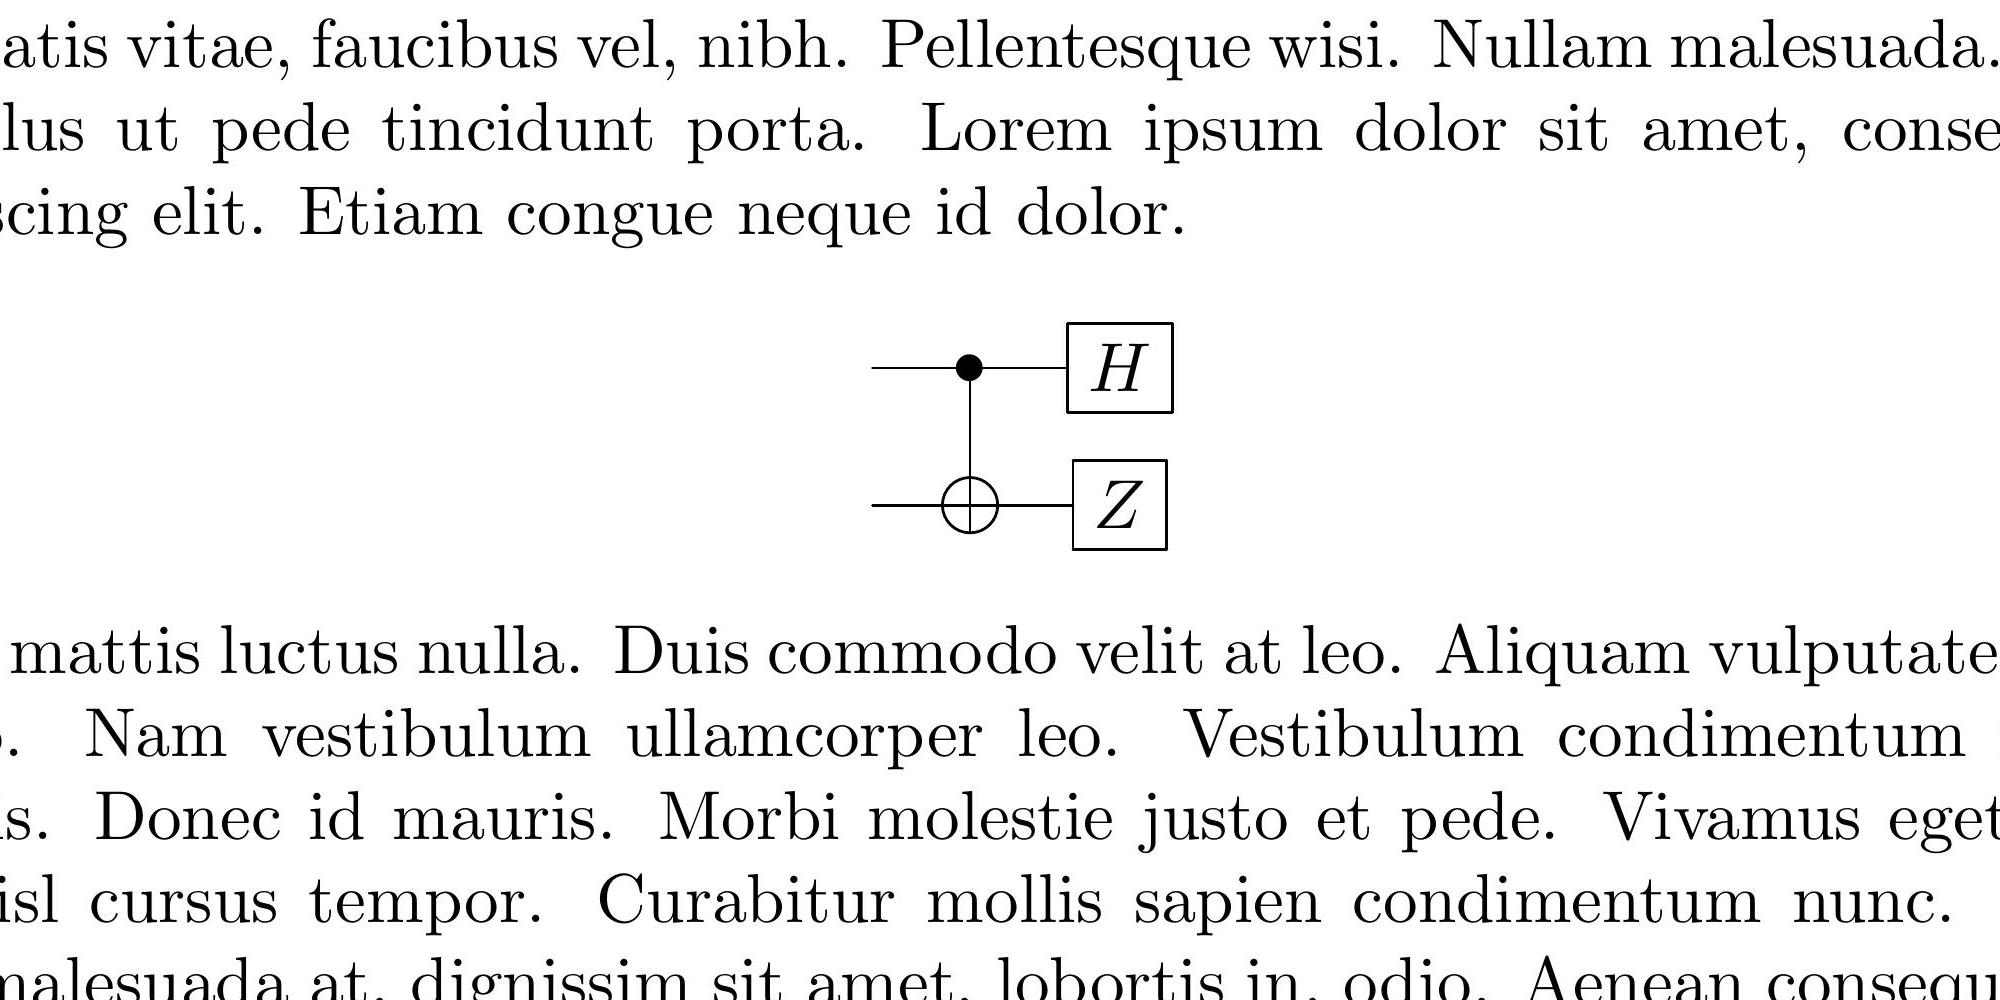 atis vitae, faucibus vel, nibh. Pellentesque wisi. Nullam malesuada.
lus ut pede tincidunt porta. Lorem ipsum dolor sit amet, conse
scing elit. Etiam congue neque id dolor.
H
Z
mattis luctus nulla. Duis commodo velit at leo. Aliquam vulputate
. Nam vestibulum ullamcorper leo. Vestibulum condimentum
is. Donec id mauris. Morbi molestie justo et pede. Vivamus eget
isl cursus tempor. Curabitur mollis sapien condimentum nunc.
malesuada at, dignissim sit amet, lobortis in, odio. Aenean consequ